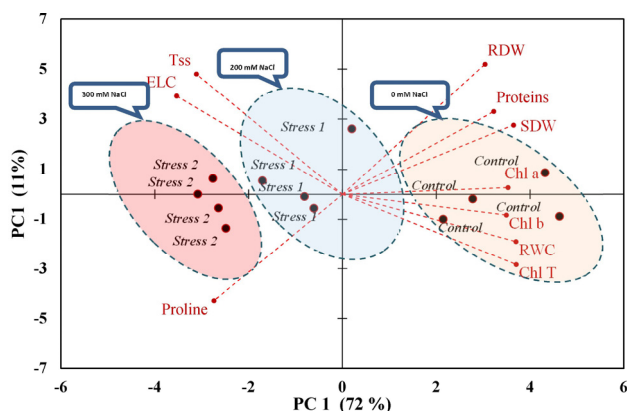 7
5
3
1
-1
-3
-5
-7
PC1 (11%)
Tss
ELC
300 mM NaCl
200 mM NaCl
0 mM NaCl
RDW
Proteins
SDW
Stress 1
Stress 1
Stress 1
Stress 1
Stress 2
Stress 2
Stress 2
Stress 2
Control
Control
Control
Control
Chl a
Chl b
RWC
Chl T
Proline
-6
-4
-2
0
2
4
6
PC 1 (72 %)